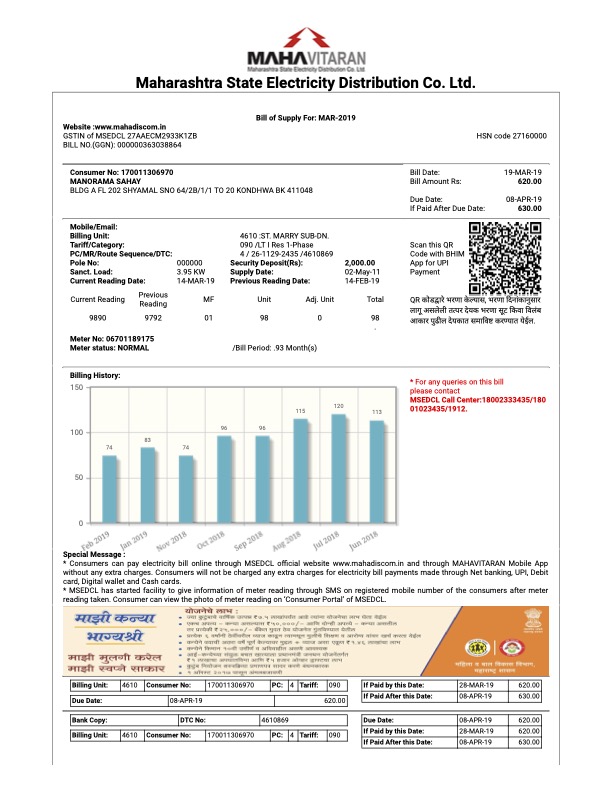 MAHAVITARAN
Maharashtra State Electricity Distribution Co. Ltd.
Maharashtra State Electricity Distribution Co. Ltd.
Bill of Supply For: MAR-2019
Website :www.mahadiscom.in
GSTIN of MSEDCL 27AAECM2933K1ZB HSN code 27160000
BILL NO.(GGN): 000000363038864
Consumer No: 170011306970 Bill Date: 19-MAR-19
MANORAMA SAHAY Bill Amount Rs: 620.00
BLDG A FL 202 SHYAMAL SNO 64/2B/1/1 TO 20 KONDHWA BK 411048
Due Date: 08-APR-19
If Paid After Due Date: 630.00
Mobile/Email:
Billing Unit: 4610 :ST. MARRY SUB-DN.
Tariff/Category: 090 /LT I Res 1-Phase
PC/MR/Route Sequence/DTC: 4 / 26-1129-2435 /4610869
Pole No: 000000 Security Deposit(Rs): 2,000.00
Sanct. Load: 3.95 KW Supply Date: 02-May-11
Current Reading Date: 14-MAR-19 Previous Reading Date: 14-FEB-19
Scan this QR
Code with BHIM
App for UPI
Payment
QR कोडद्वारे भरणा केल्यास, भरणा दिनांकानुसार
लागू असलेली तत्पर देयक भरणा सूट किंवा विलंब
आकार पुढील देयकात समाविष्ट करण्यात येईल.
Current Reading Previous Reading MF Unit Adj. Unit Total
9890 9792 01 98 0 98
Meter No: 06701189175
Meter status: NORMAL /Bill Period: .93 Month(s)
Billing History:
150
100
50
0
74 83 74 96 96 115 120 113
Feb 2019 Jan 2019 Nov 2018 Oct 2018 Sep 2018 Aug 2018 Jul 2018 Jun 2018
* For any queries on this bill
please contact
MSEDCL Call Center:18002333435/180
01023435/1912.
Special Message :
* Consumers can pay electricity bill online through MSEDCL official website www.mahadiscom.in and through MAHAVITARAN Mobile App
without any extra charges. Consumers will not be charged any extra charges for electricity bill payments made through Net banking, UPI, Debit
card, Digital wallet and Cash cards.
* MSEDCL has started facility to give information of meter reading through SMS on registered mobile number of the consumers after meter
reading taken. Consumer can view the photo of meter reading on 'Consumer Portal' of MSEDCL.
माझी कन्या
भाग्यश्री
माझी मुलगी करेल
माझी स्वप्ने साकार
योजनेचे लाभ :
महिला व बाल विकास विभाग,
महाराष्ट्र शासन
Billing Unit: 4610 Consumer No: 170011306970 PC: 4 Tariff: 090
Due Date: 08-APR-19 620.00
If Paid by this Date: 28-MAR-19 620.00
If Paid After this Date: 08-APR-19 630.00
Bank Copy: DTC No: 4610869
Billing Unit: 4610 Consumer No: 170011306970 PC: 4 Tariff: 090
Due Date: 08-APR-19 620.00
If Paid by this Date: 28-MAR-19 620.00
If Paid After this Date: 08-APR-19 630.00